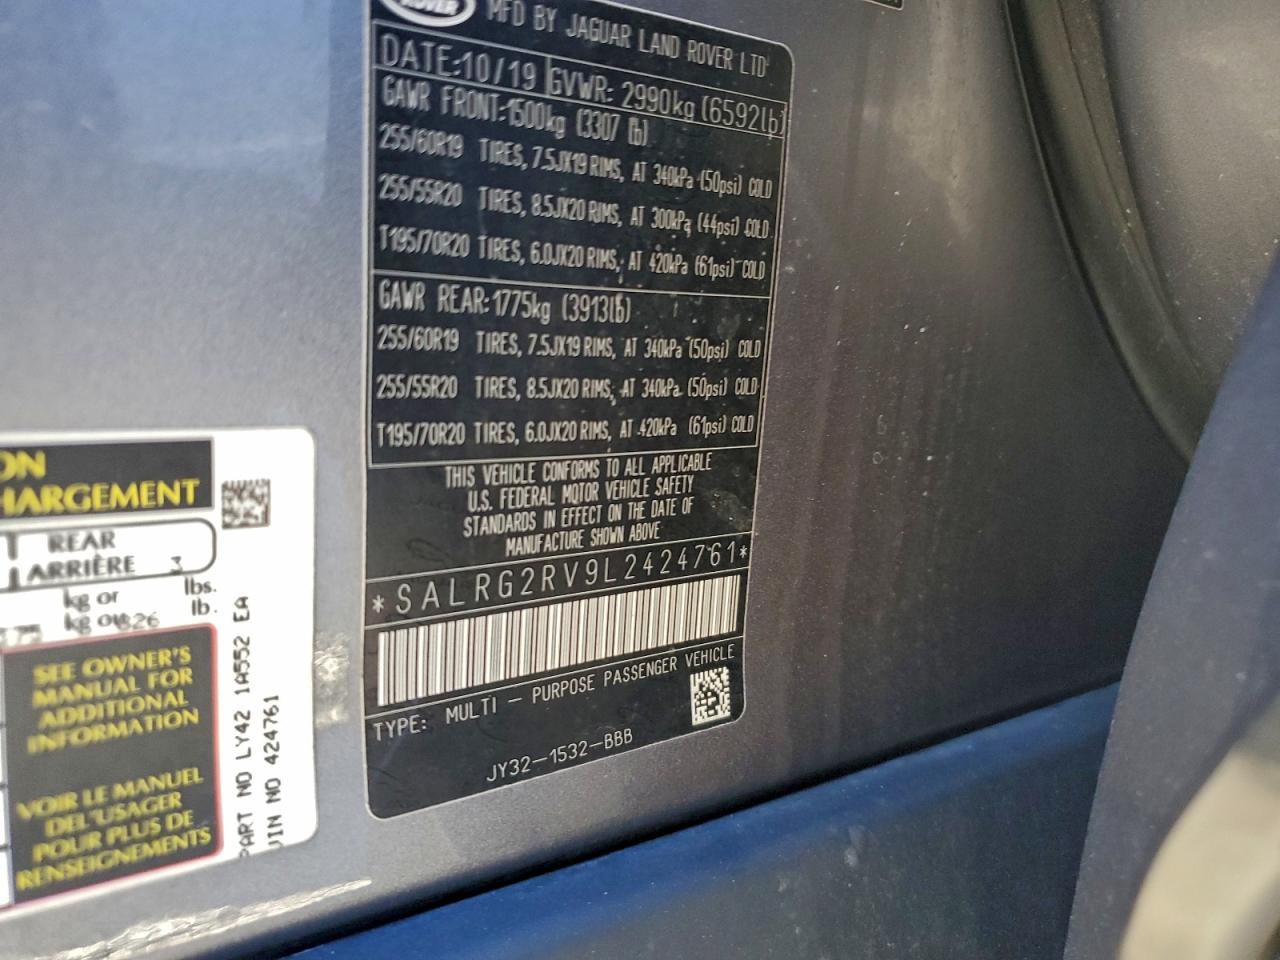 ROVER
MFD BY JAGUAR LAND ROVER LTD
DATE:10/19 GVWR: 2990kg (6592lb)
GAWR FRONT:1500kg (3307 lb)
255/60R19 TIRES, 7.5JX19 RIMS, AT 340kPa (50psi) COLD
255/55R20 TIRES, 8.5JX20 RIMS, AT 300kPa (44psi) COLD
T195/70R20 TIRES, 6.0JX20 RIMS, AT 420kPa (61psi) COLD
GAWR REAR:1775kg (3913lb)
255/60R19 TIRES, 7.5JX19 RIMS, AT 340kPa (50psi) COLD
255/55R20 TIRES, 8.5JX20 RIMS, AT 340kPa (50psi) COLD
T195/70R20 TIRES, 6.0JX20 RIMS, AT 420kPa (61psi) COLD
THIS VEHICLE CONFORMS TO ALL APPLICABLE
U.S. FEDERAL MOTOR VEHICLE SAFETY
STANDARDS IN EFFECT ON THE DATE OF
MANUFACTURE SHOWN ABOVE
*SALRG2RV9L2424761*
TYPE: MULTI - PURPOSE PASSENGER VEHICLE
JY32-1532-BBB
ON
HARGEMENT
REAR
ARRIÈRE 3
kg or lbs.
kg ou 826 lb.
SEE OWNER'S
MANUAL FOR
ADDITIONAL
INFORMATION
VOIR LE MANUEL
DE L'USAGER
POUR PLUS DE
RENSEIGNEMENTS
PART NO LY42 1A552 EA
VIN NO 424761